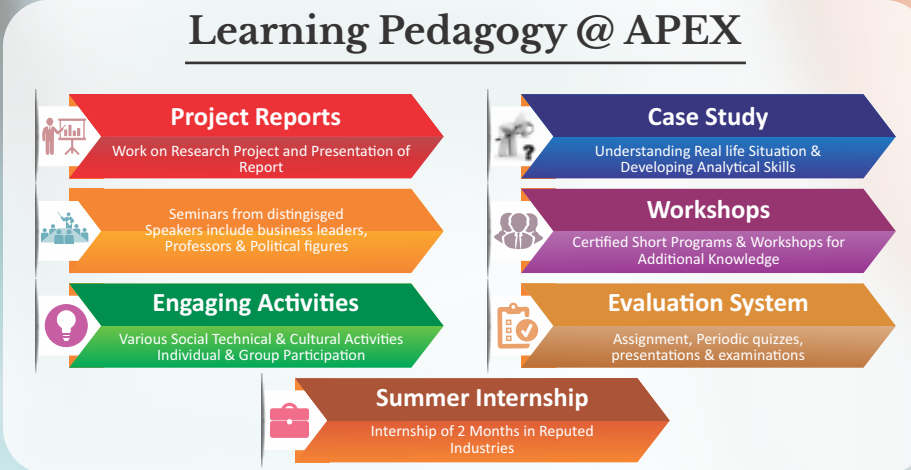 Learning Pedagogy @ APEX
Project Reports
Work on Research Project and Presentation of
Report
Case Study
Understanding Real life Situation &
Developing Analytical Skills
Seminars from distingisged
Speakers include business leaders,
Professors & Political figures
Workshops
Certified Short Programs & Workshops for
Additional Knowledge
Engaging Activities
Various Social Technical & Cultural Activities
Individual & Group Participation
Evaluation System
Assignment, Periodic quizzes,
presentations & examinations
Summer Internship
Internship of 2 Months in Reputed
Industries